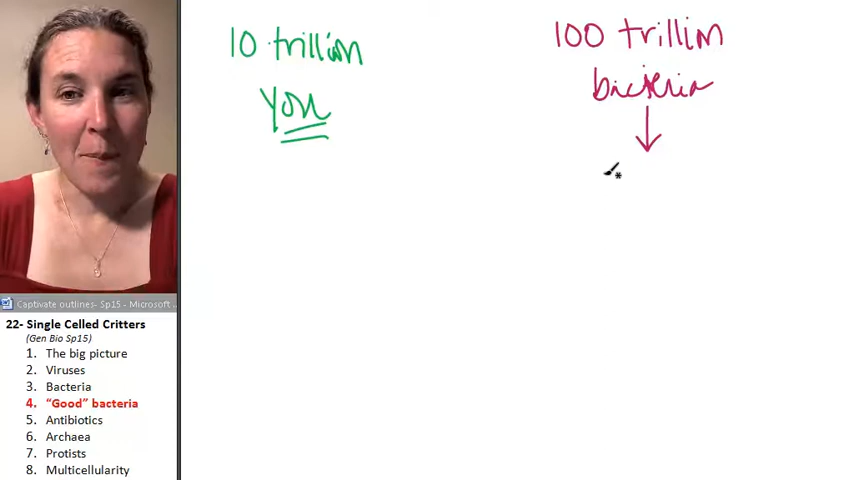 10 trillion
you
100 trillion
bacteria
Captivate outlines- Sp15 - Microsoft ...
22- Single Celled Critters
(Gen Bio Sp15)
1. The big picture
2. Viruses
3. Bacteria
4. “Good” bacteria
5. Antibiotics
6. Archaea
7. Protists
8. Multicellularity